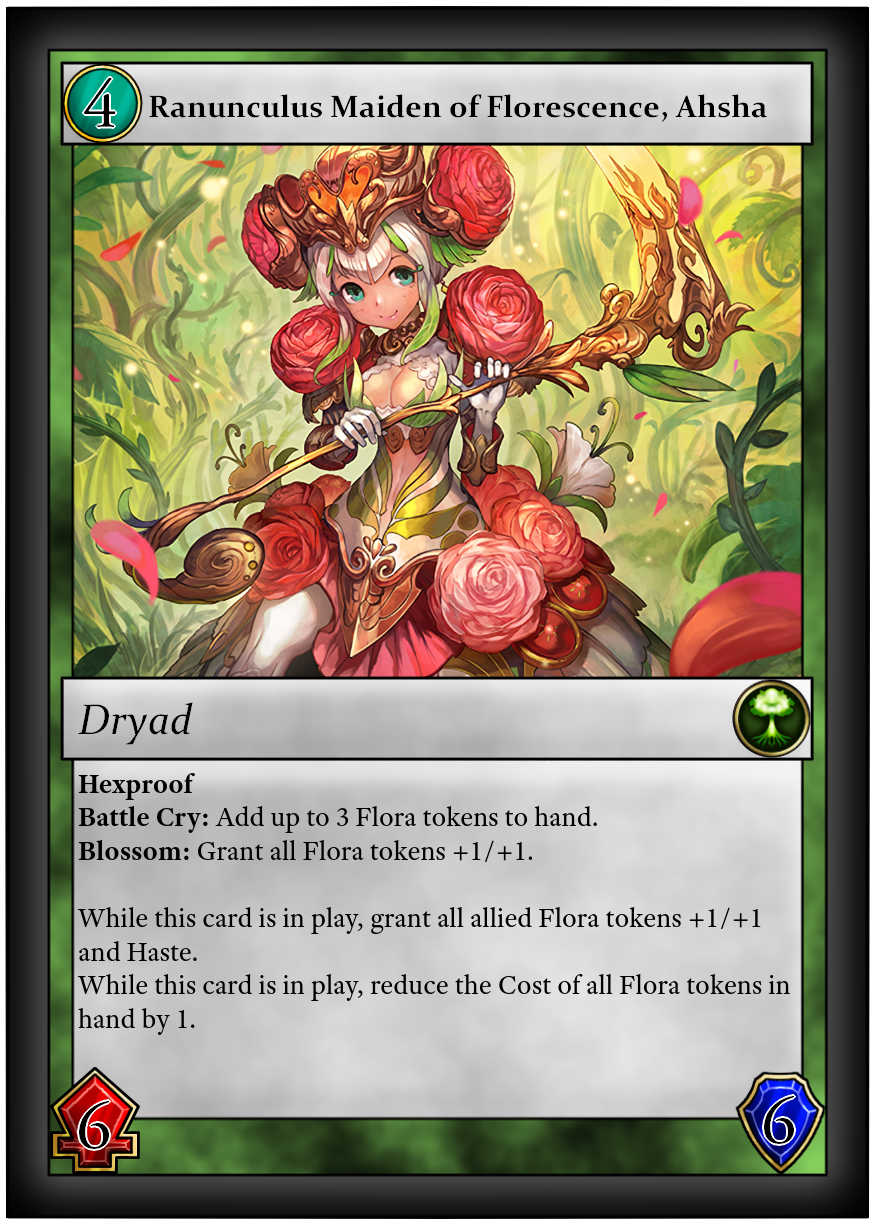 4 Ranunculus Maiden of Florescence, Ahsha
Dryad
Hexproof
Battle Cry: Add up to 3 Flora tokens to hand.
Blossom: Grant all Flora tokens +1/+1.
While this card is in play, grant all allied Flora tokens +1/+1
and Haste.
While this card is in play, reduce the Cost of all Flora tokens in
hand by 1.
6 6